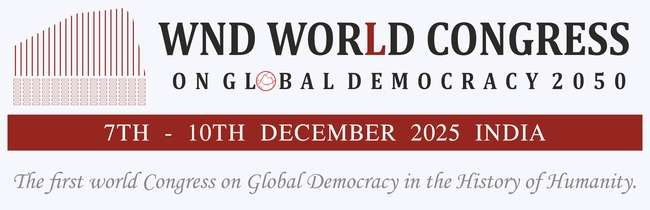 WND WORLD CONGRESS
ON GLOBAL DEMOCRACY 2050
7TH - 10TH DECEMBER 2025 INDIA
The first world Congress on Global Democracy in the History of Humanity.